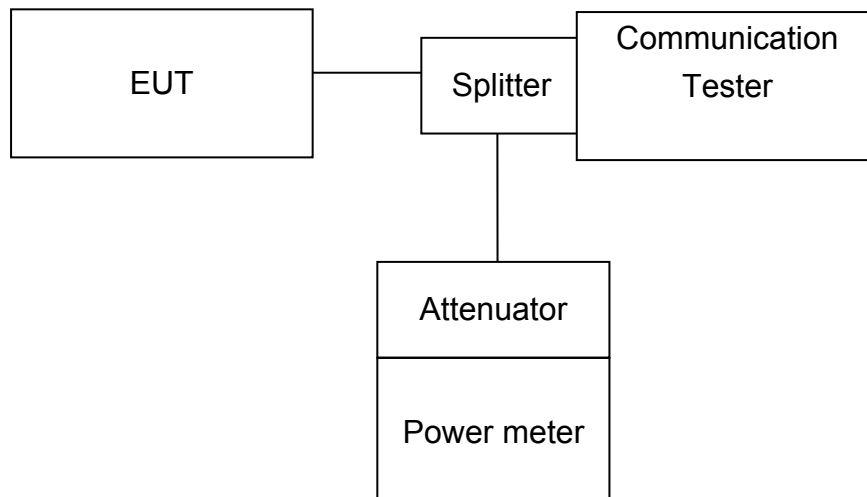 EUT
Splitter
Communication
Tester
Attenuator
Power meter